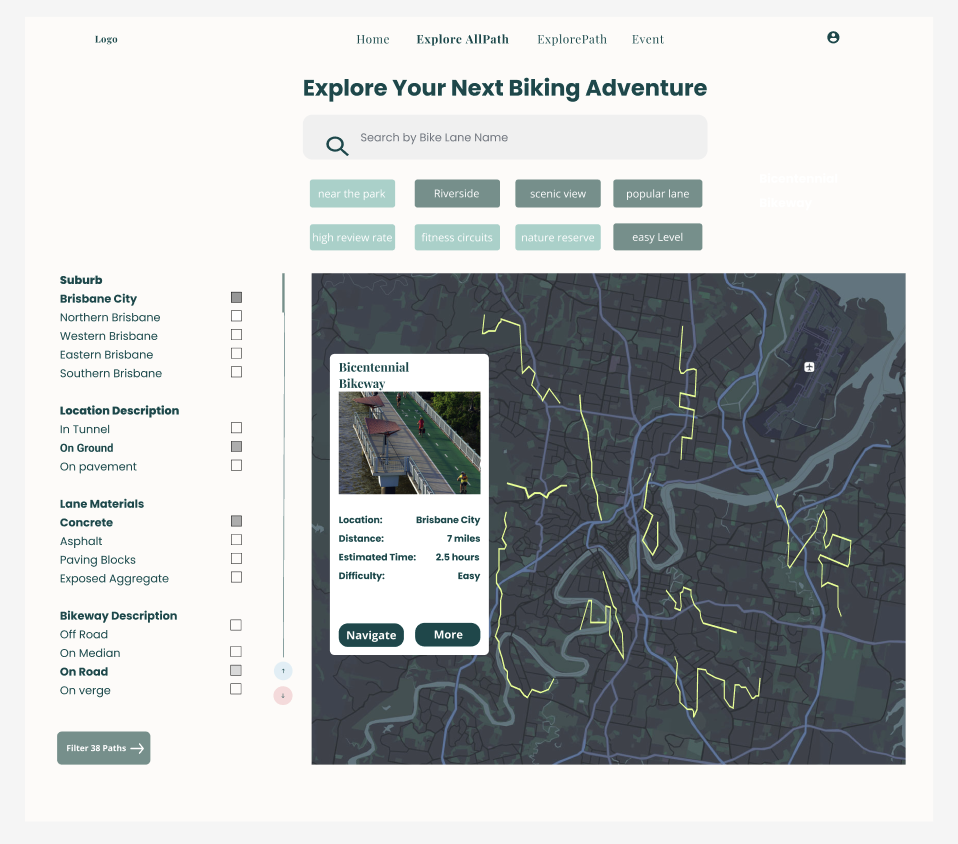 Logo
Home
Explore AllPath
ExplorePath
Event
Explore Your Next Biking Adventure
Search by Bike Lane Name
near the park
Riverside
scenic view
popular lane
high review rate
fitness circuits
nature reserve
easy Level
Bicentennial
Bikeway
Suburb
Brisbane City
Northern Brisbane
Western Brisbane
Eastern Brisbane
Southern Brisbane
Location Description
In Tunnel
On Ground
On pavement
Lane Materials
Concrete
Asphalt
Paving Blocks
Exposed Aggregate
Bikeway Description
Off Road
On Median
On Road
On verge
Filter 38 Paths
Bicentennial
Bikeway
Location: Brisbane City
Distance: 7 miles
Estimated Time: 2.5 hours
Difficulty: Easy
Navigate
More